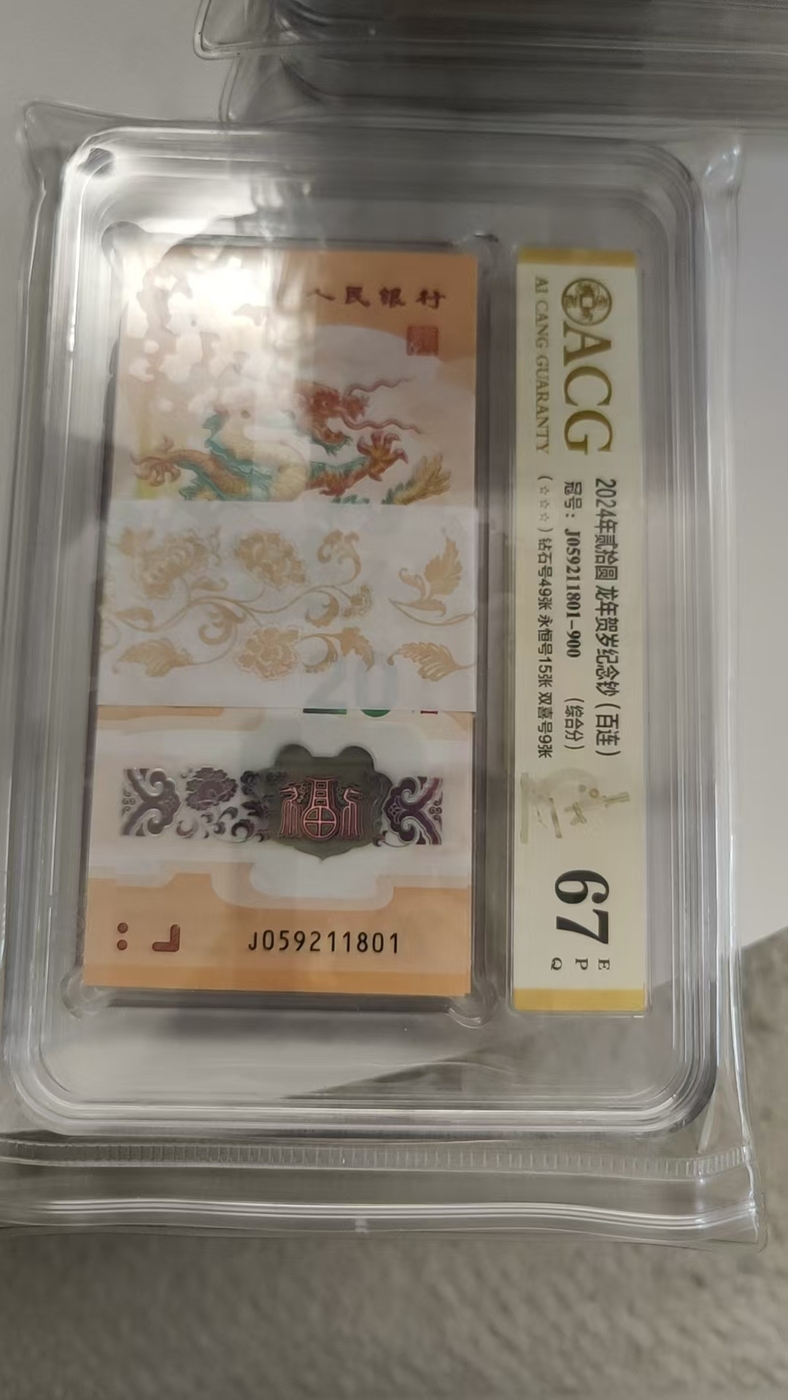 人民银行
20
福
J059211801
ACG
AI CANG GUARANTY
2024年贰拾圆 龙年贺岁纪念钞（百连）
冠号：J059211801-900 （综合分）
（☆☆☆）钻石号49张 永恒号15张 双喜号9张
67
E
P
Q